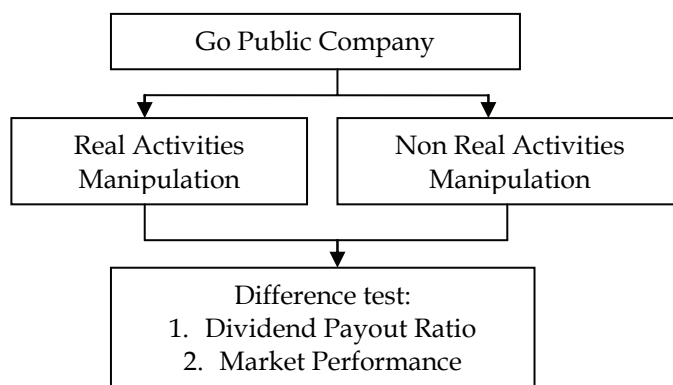 Go Public Company
Real Activities
Manipulation
Non Real Activities
Manipulation
Difference test:
1. Dividend Payout Ratio
2. Market Performance